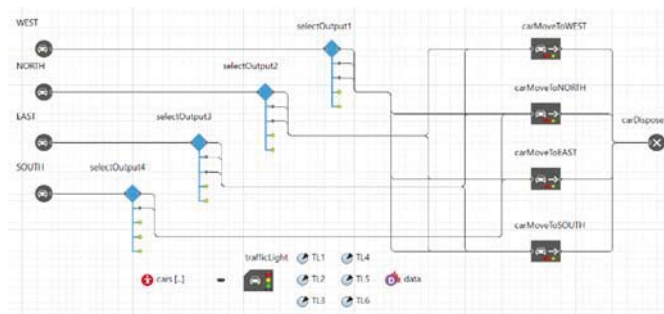 WEST
selectOutput1
carMoveToWEST
NORTH
selectOutput2
carMoveToNORTH
EAST
selectOutput3
carDispose
SOUTH
selectOutput4
carMoveToEAST
carMoveToSOUTH
trafficLight
TL1
TL4
cars [..]
TL2
TL5
data
TL3
TL6